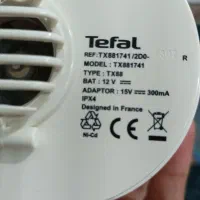 Tefal
REF: TX881741/2D0-
R
MODEL : TX881741
TYPE : TX88
BAT : 12 V
ADAPTOR : 15V 300mA
IPX4
Designed in France
CE
Ni-Cd